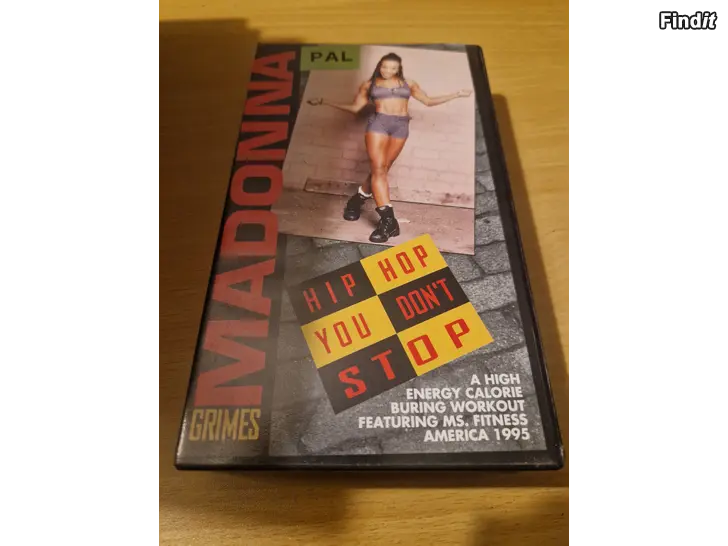 Findit
PAL
MADONNA
GRIMES
HIP HOP
YOU DON'T
STOP
A HIGH
ENERGY CALORIE
BURING WORKOUT
FEATURING MS. FITNESS
AMERICA 1995